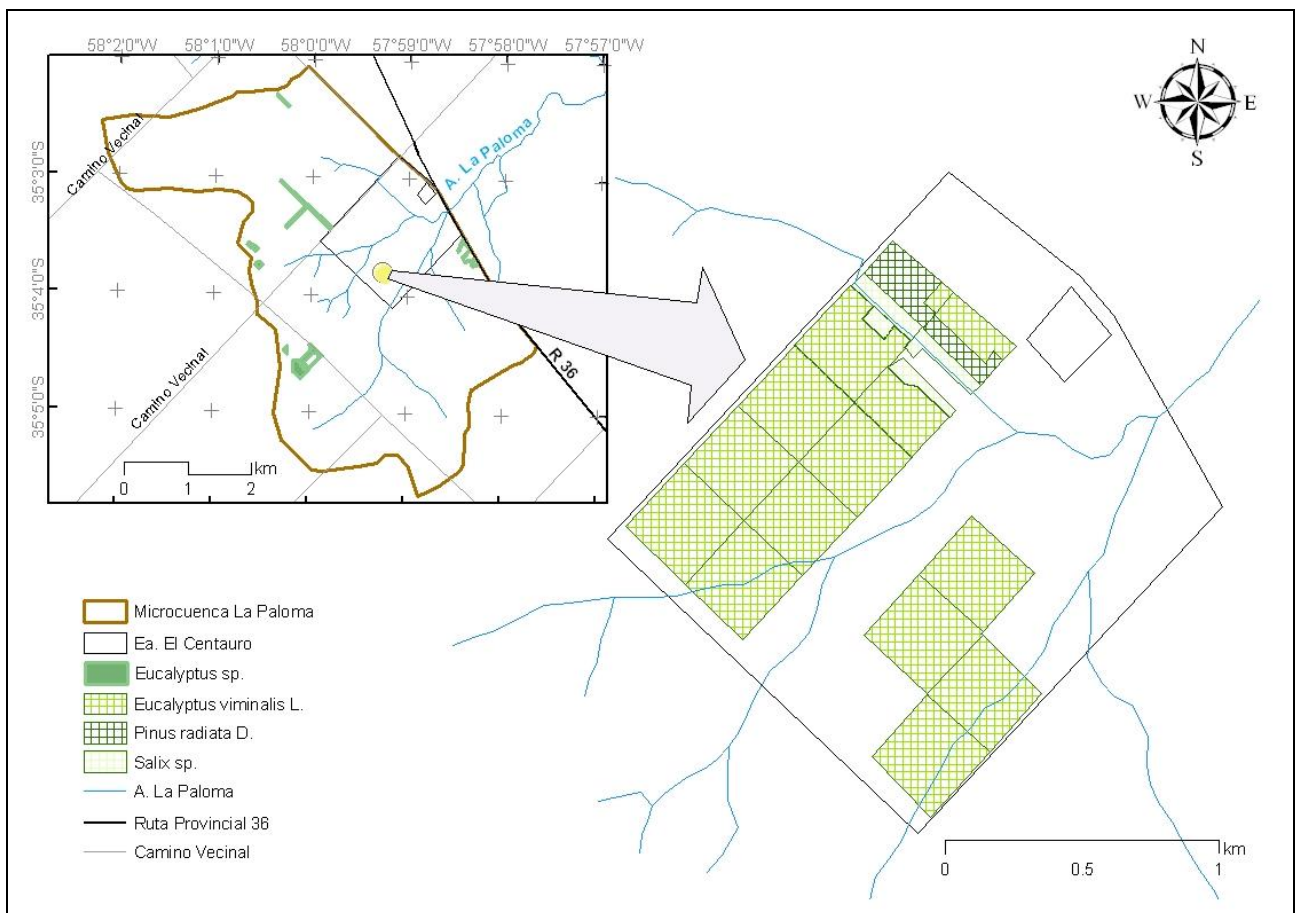 58°2'0"W 58°1'0"W 58°0'0"W 57°59'0"W 57°58'0"W 57°57'0"W
35°3'0"S
35°4'0"S
35°5'0"S
Camino Vecinal
A. La Paloma
Camino Vecinal
R 36
km
0 1 2
N
W E
S
Microcuenca La Paloma
Ea. El Centauro
Eucalyptus sp.
Eucalyptus viminalis L.
Pinus radiata D.
Salix sp.
A. La Paloma
Ruta Provincial 36
Camino Vecinal
km
0 0.5 1